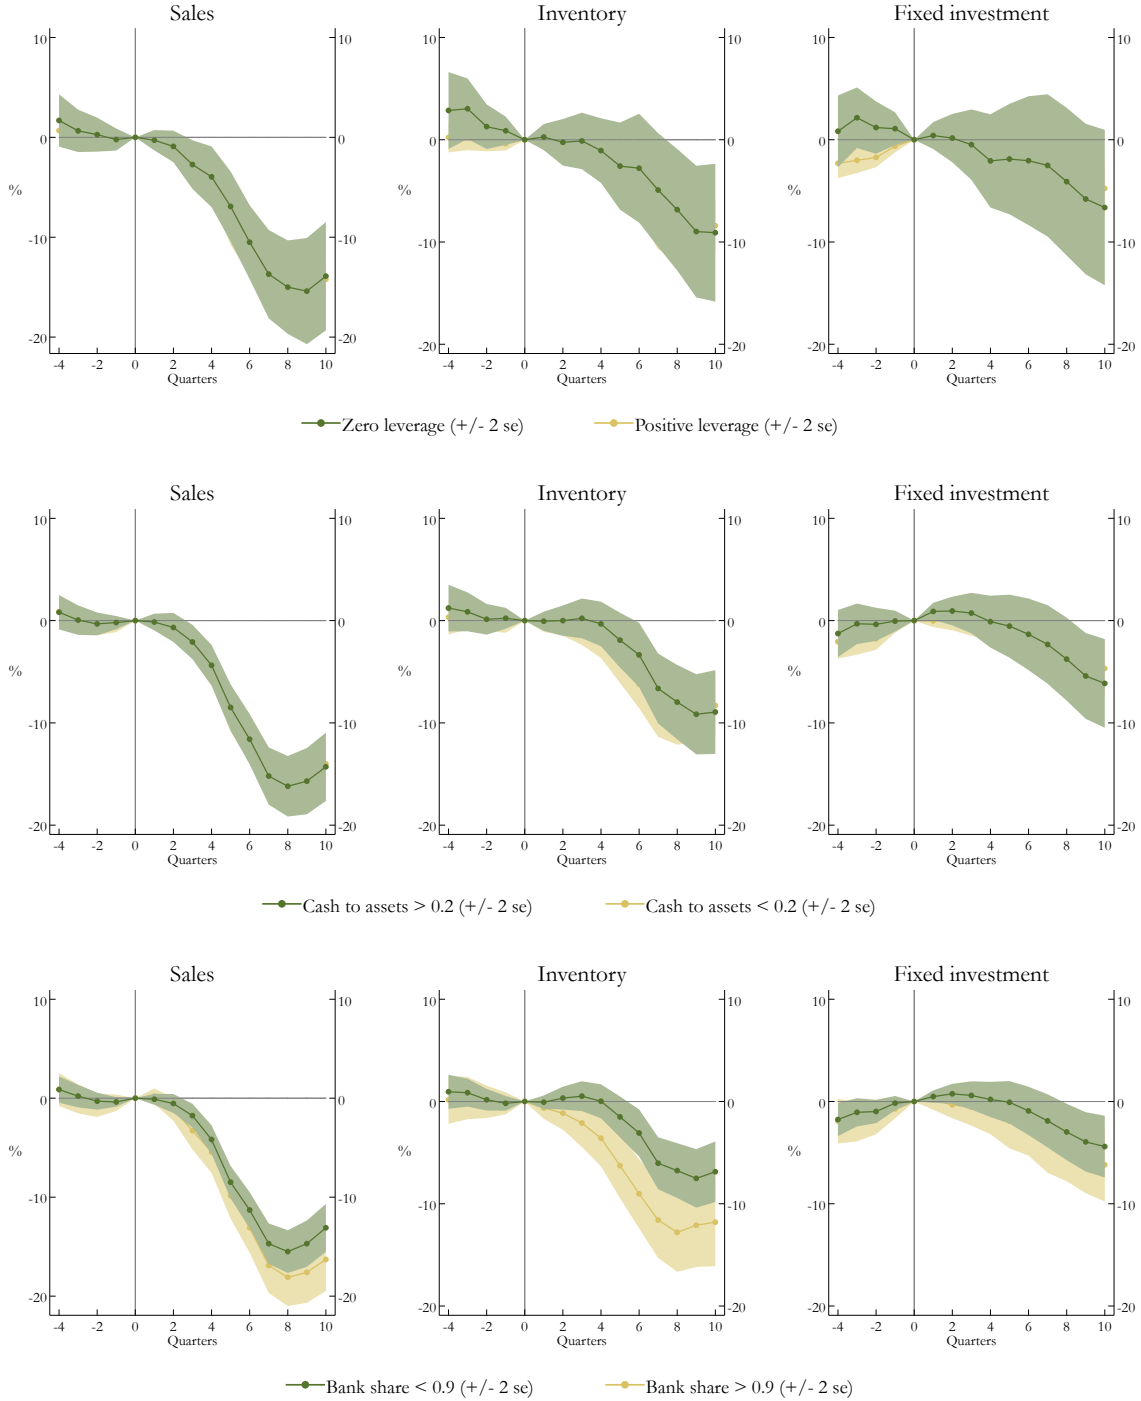 Sales Inventory Fixed investment
10 10 10 10 10 10
0 0 0 0 0 0
% % %
-10 -10 -10 -10 -10 -10
-20 -20 -20 -20 -20 -20
-4 -2 0 2 4 6 8 10 -4 -2 0 2 4 6 8 10 -4 -2 0 2 4 6 8 10
Quarters Quarters Quarters
Zero leverage (+/- 2 se) Positive leverage (+/- 2 se)
Sales Inventory Fixed investment
10 10 10 10 10 10
0 0 0 0 0 0
% % %
-10 -10 -10 -10 -10 -10
-20 -20 -20 -20 -20 -20
-4 -2 0 2 4 6 8 10 -4 -2 0 2 4 6 8 10 -4 -2 0 2 4 6 8 10
Quarters Quarters Quarters
Cash to assets > 0.2 (+/- 2 se) Cash to assets < 0.2 (+/- 2 se)
Sales Inventory Fixed investment
10 10 10 10 10 10
0 0 0 0 0 0
% % %
-10 -10 -10 -10 -10 -10
-20 -20 -20 -20 -20 -20
-4 -2 0 2 4 6 8 10 -4 -2 0 2 4 6 8 10 -4 -2 0 2 4 6 8 10
Quarters Quarters Quarters
Bank share < 0.9 (+/- 2 se) Bank share > 0.9 (+/- 2 se)